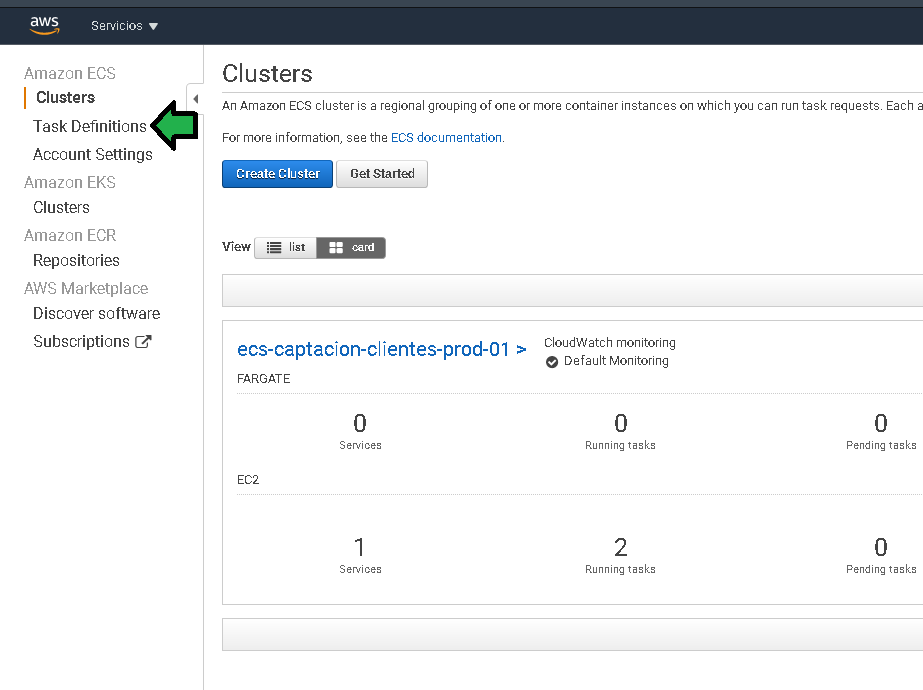 aws
Servicios
Amazon ECS
Clusters
Task Definitions
Account Settings
Amazon EKS
Clusters
Amazon ECR
Repositories
AWS Marketplace
Discover software
Subscriptions
Clusters
An Amazon ECS cluster is a regional grouping of one or more container instances on which you can run task requests. Each a
For more information, see the ECS documentation.
Create Cluster
Get Started
View
list
card
ecs-captacion-clientes-prod-01 >
CloudWatch monitoring
Default Monitoring
FARGATE
0
Services
0
Running tasks
0
Pending tasks
EC2
1
Services
2
Running tasks
0
Pending tasks